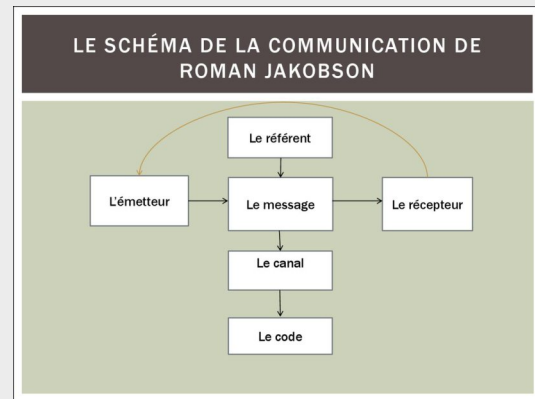 LE SCHÉMA DE LA COMMUNICATION DE
ROMAN JAKOBSON
Le référent
L'émetteur
Le message
Le récepteur
Le canal
Le code